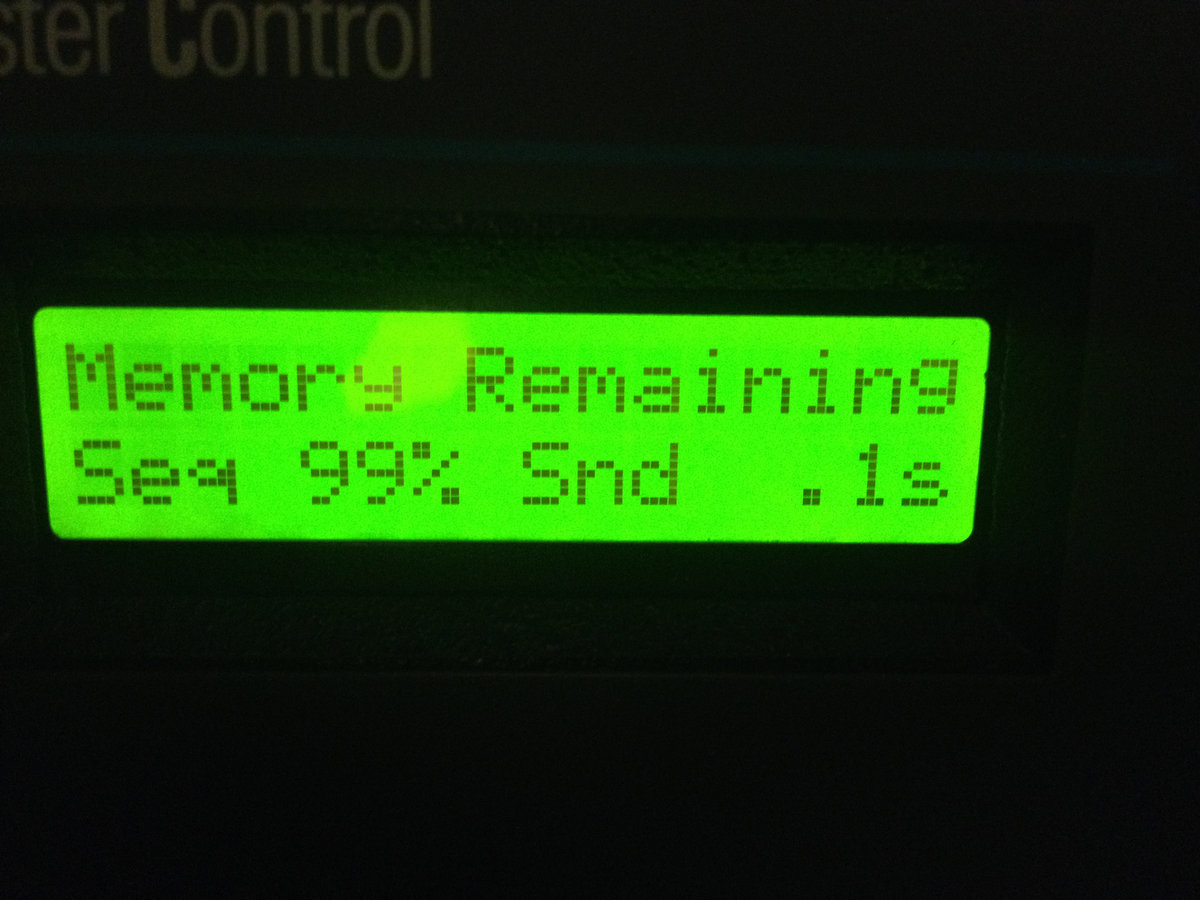 ster Control
Memory Remaining
Seq 99% Snd .1s